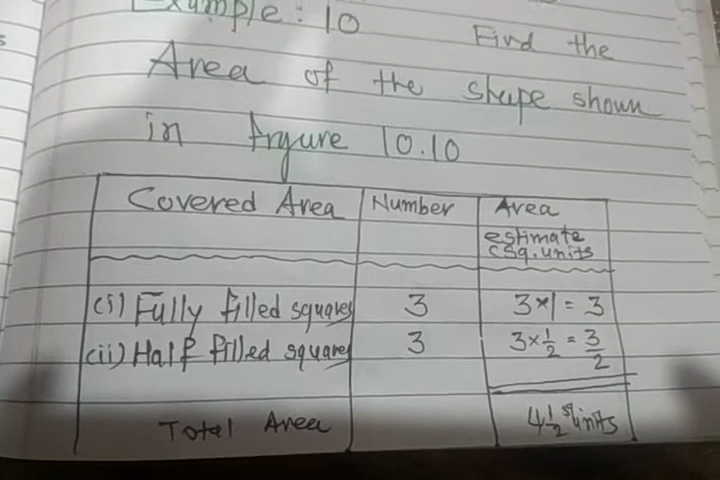 Example: 10 Find the
Area of the shape shown
in frgure 10.10
Covered Area Number Area
estimate
(sq. units
(i) Fully filled squares 3 3×1 = 3
(ii) Half filled squares 3 3×1/2 = 3/2
Total Area 4 1/2 sq units